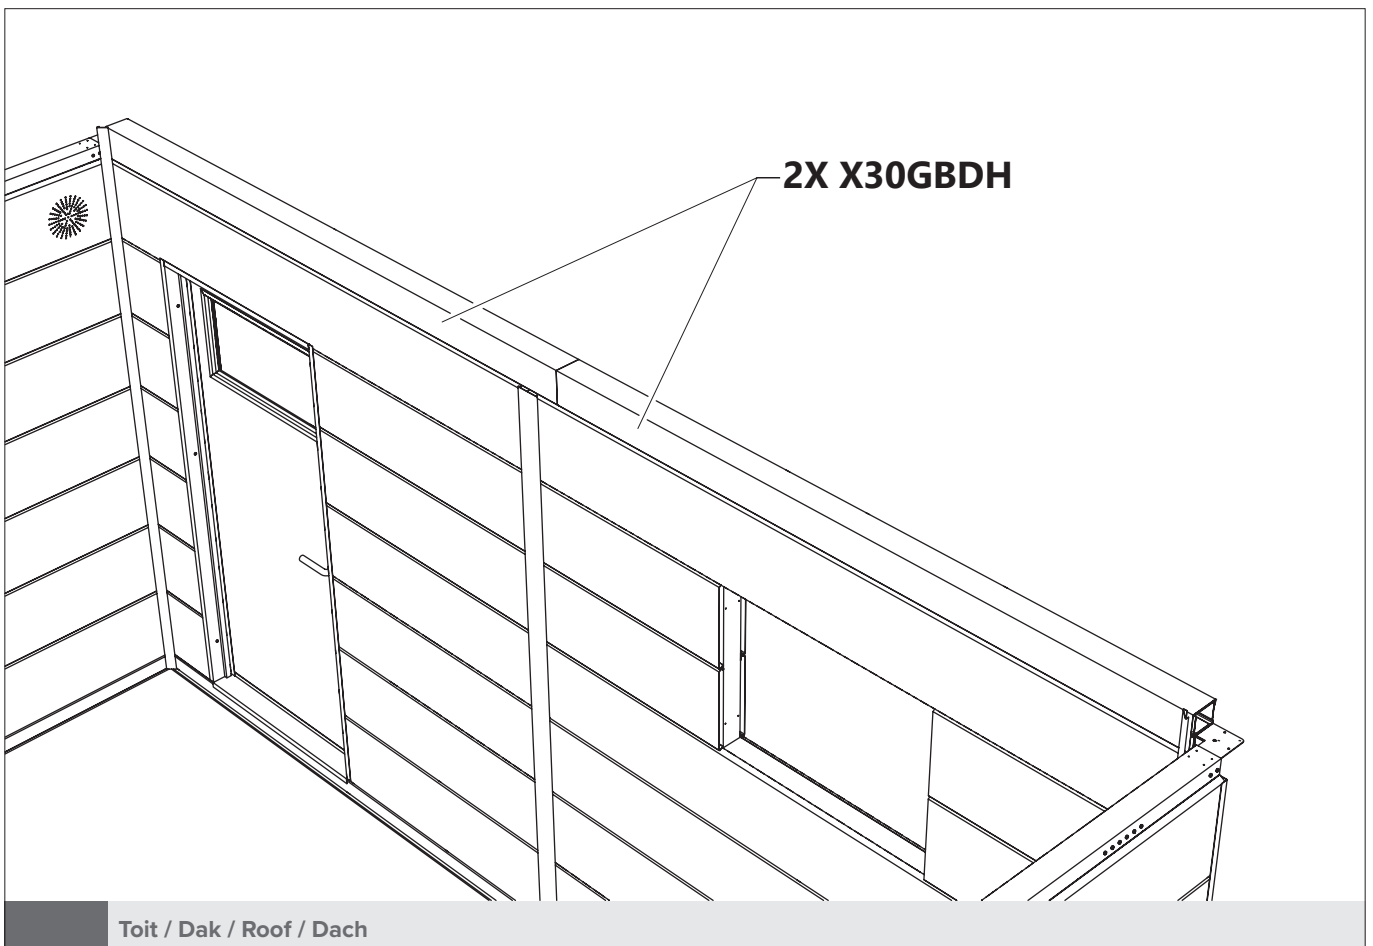 2X X30GBDH
Toit / Dak / Roof / Dach